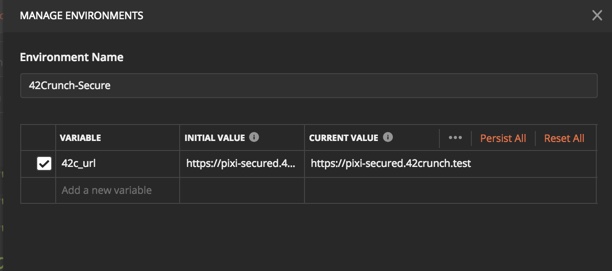 MANAGE ENVIRONMENTS
Environment Name
42Crunch-Secure
VARIABLE INITIAL VALUE CURRENT VALUE Persist All Reset All
42c_url https://pixi-secured.4... https://pixi-secured.42crunch.test
Add a new variable